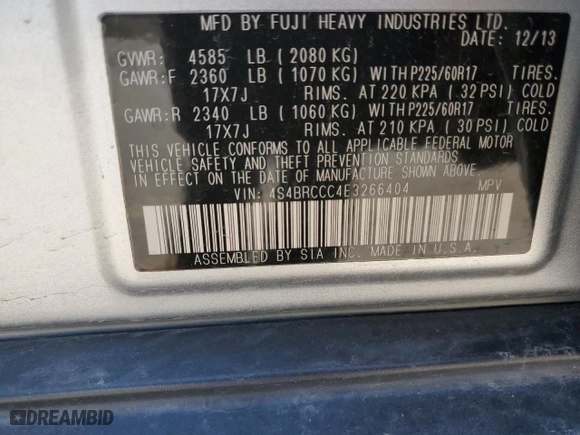 MFD BY FUJI HEAVY INDUSTRIES LTD.
DATE: 12/13
GVWR: 4585 LB ( 2080 KG)
GAWR:F 2360 LB ( 1070 KG) WITH P225/60R17 TIRES.
17X7J RIMS. AT 220 KPA ( 32 PSI) COLD
GAWR:R 2340 LB ( 1060 KG) WITH P225/60R17 TIRES.
17X7J RIMS. AT 210 KPA ( 30 PSI) COLD
THIS VEHICLE CONFORMS TO ALL APPLICABLE FEDERAL MOTOR
VEHICLE SAFETY AND THEFT PREVENTION STANDARDS
IN EFFECT ON THE DATE OF MANUFACTURE SHOWN ABOVE.
VIN: 4S4BRCCC4E3266404 MPV
ASSEMBLED BY SIA INC. MADE IN U.S.A.
DREAMBID